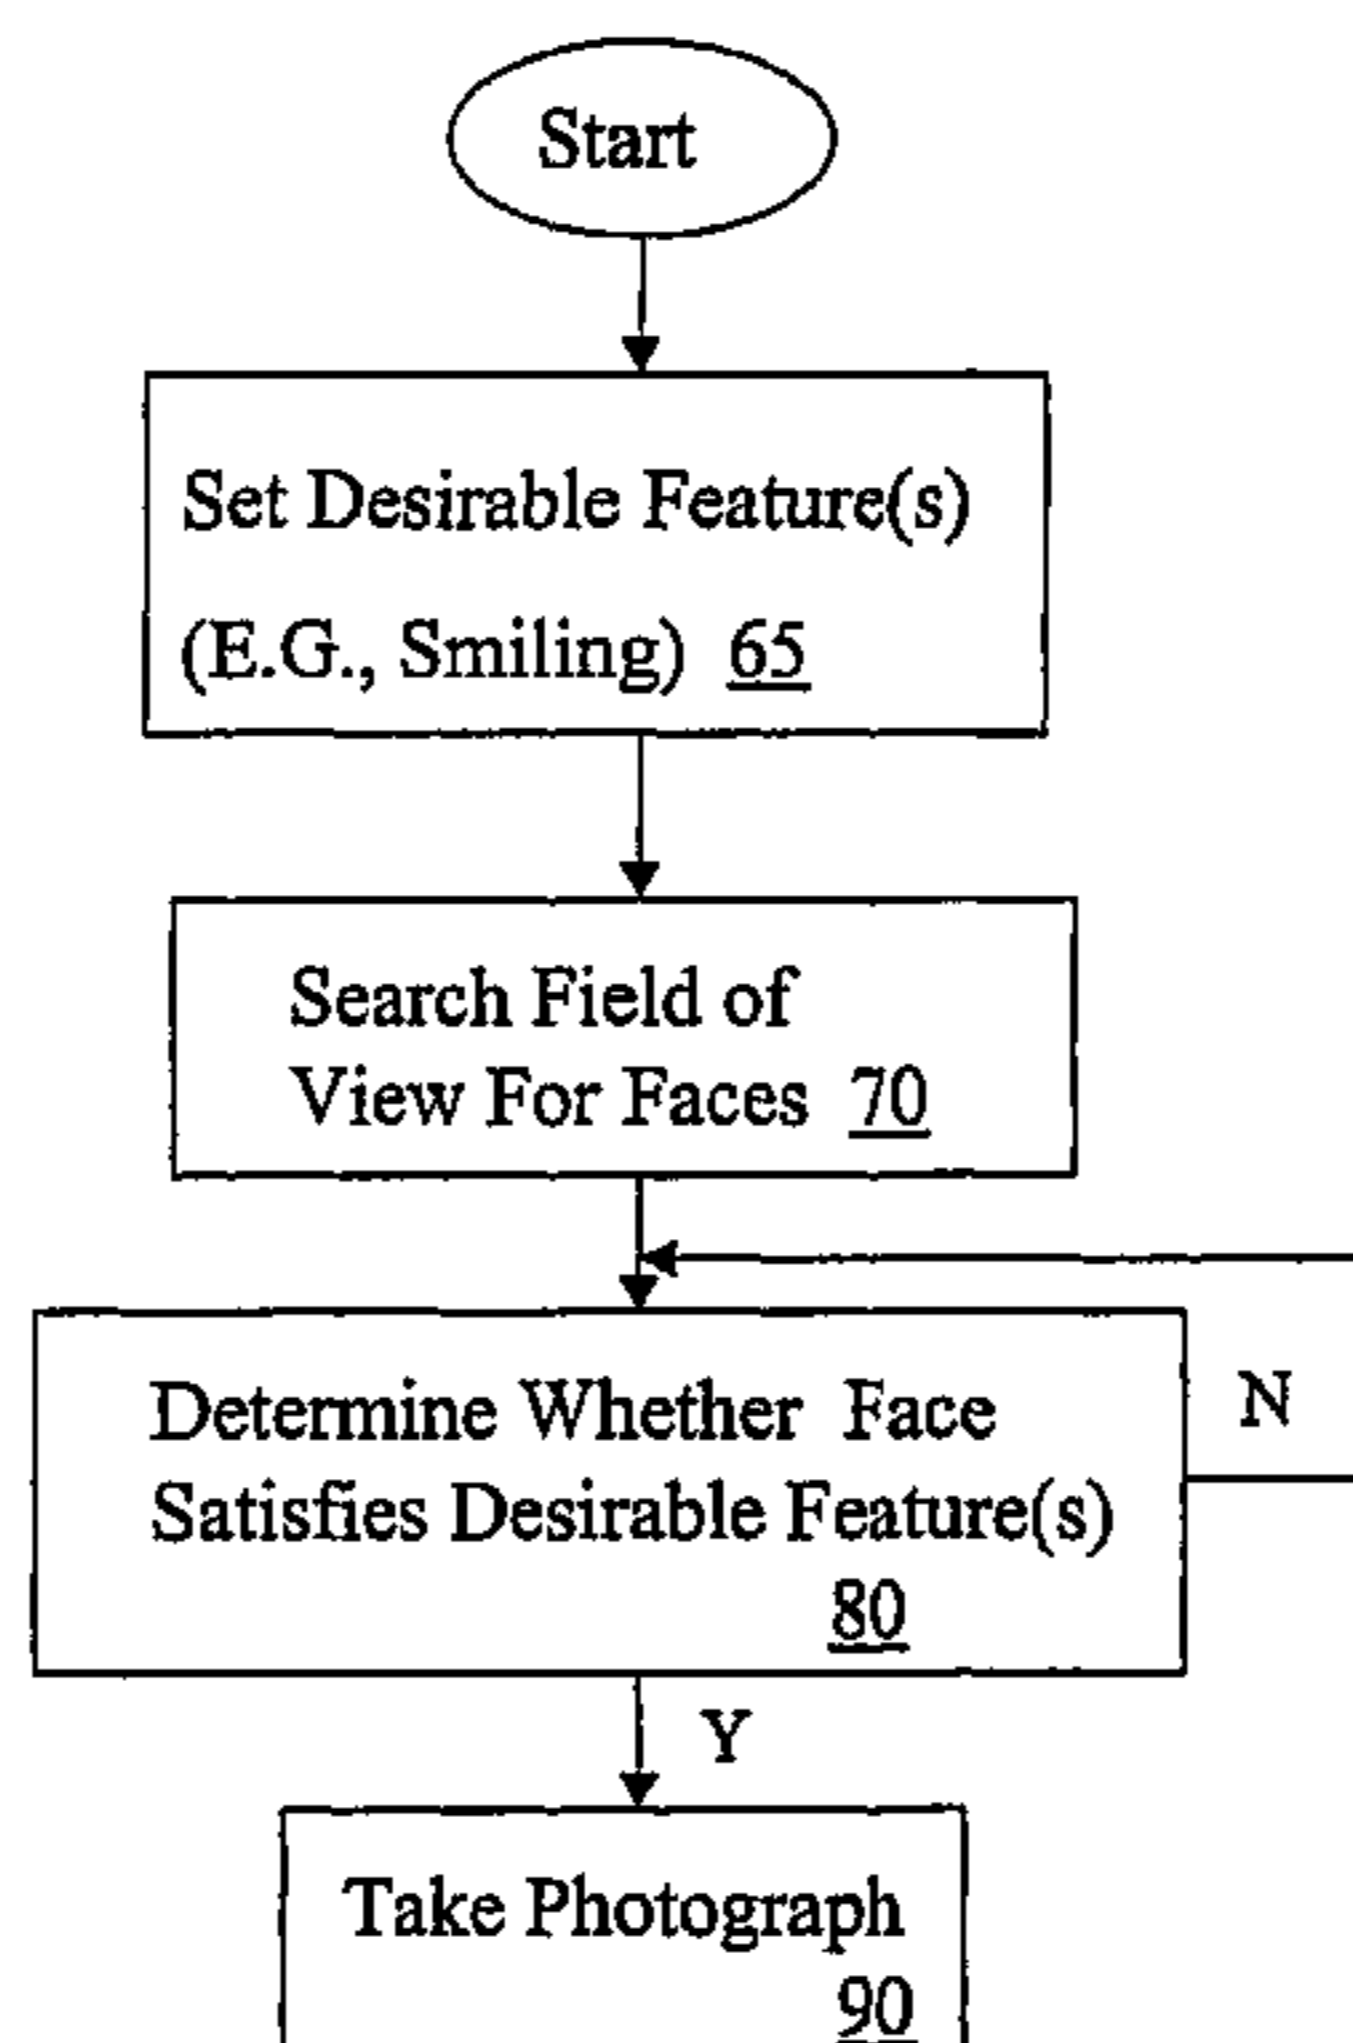 Start
Set Desirable Feature(s)
(E.G., Smiling) 65
Search Field of
View For Faces 70
Determine Whether Face
N
Satisfies Desirable Feature(s)
80
Y
Take Photograph
90